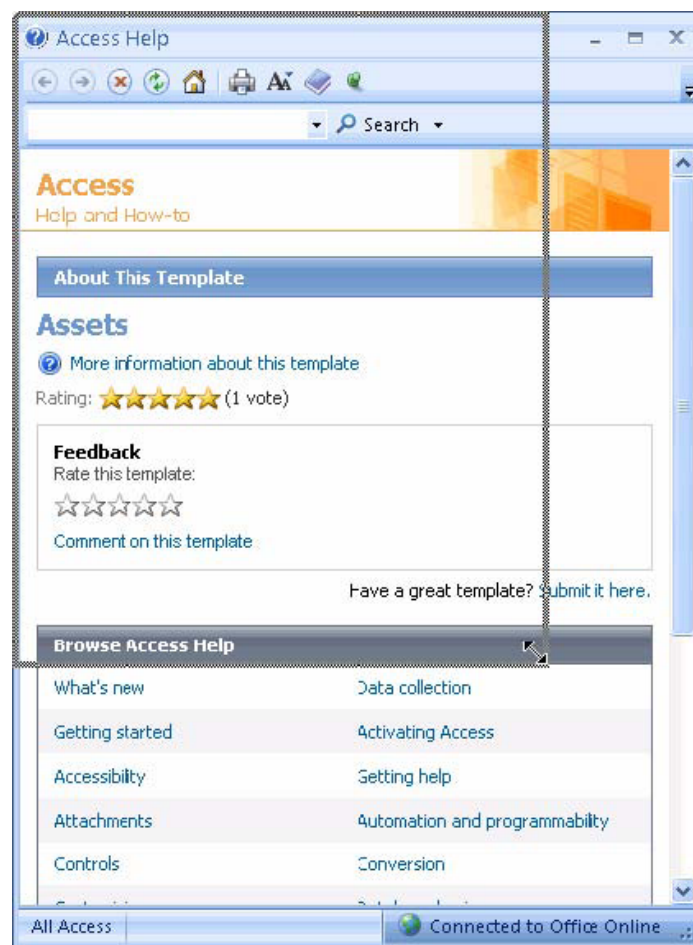 Access Help
Search
Access
Help and How-to
About This Template
Assets
More information about this template
Rating: (1 vote)
Feedback
Rate this template:
Comment on this template
Have a great template? Submit it here.
Browse Access Help
What's new
Data collection
Getting started
Activating Access
Accessibility
Getting help
Attachments
Automation and programmability
Controls
Conversion
All Access
Connected to Office Online